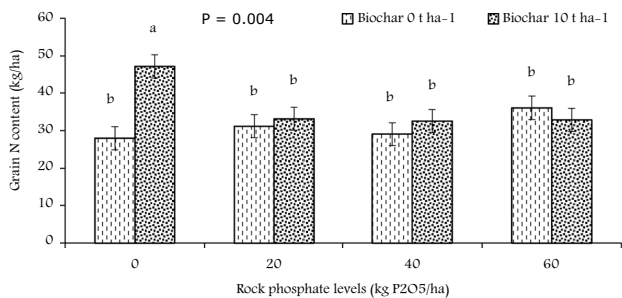 60
50
40
30
20
10
0
Grain N content (kg/ha)
P = 0.004
Biochar 0 t ha-1
Biochar 10 t ha-1
b
a
b
b
b
b
b
b
0
20
40
60
Rock phosphate levels (kg P2O5/ha)